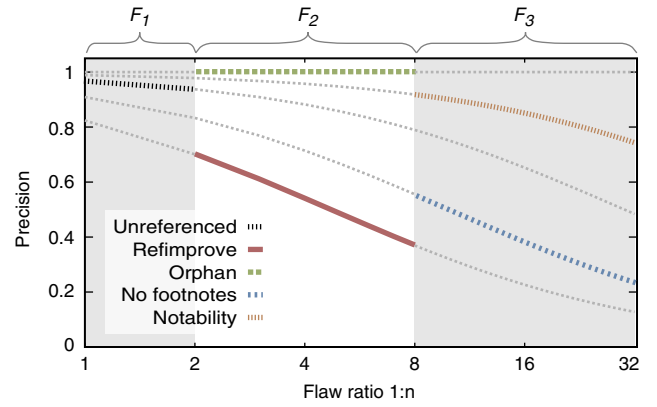 F1 F2 F3
1
0.8
0.6
0.4
0.2
0
Precision
Unreferenced
Refimprove
Orphan
No footnotes
Notability
1 2 4 8 16 32
Flaw ratio 1:n